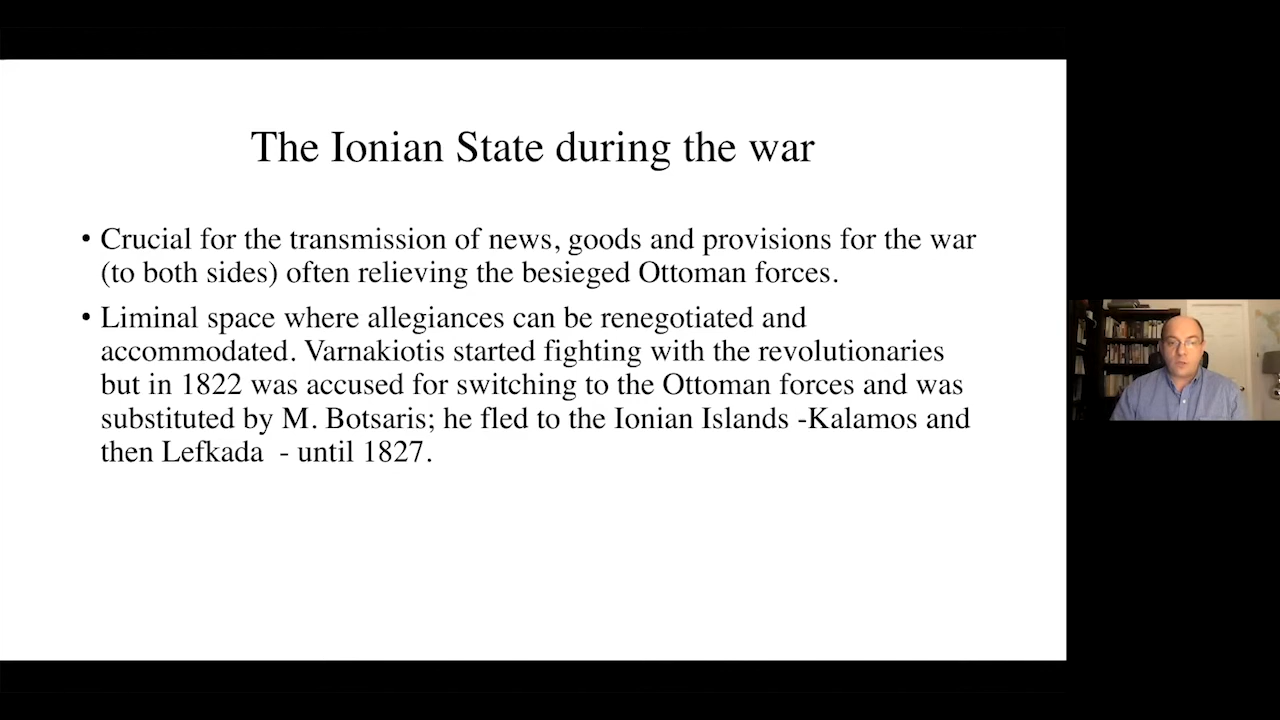 The Ionian State during the war
• Crucial for the transmission of news, goods and provisions for the war
(to both sides) often relieving the besieged Ottoman forces.
• Liminal space where allegiances can be renegotiated and
accommodated. Varnakiotis started fighting with the revolutionaries
but in 1822 was accused for switching to the Ottoman forces and was
substituted by M. Botsaris; he fled to the Ionian Islands -Kalamos and
then Lefkada - until 1827.